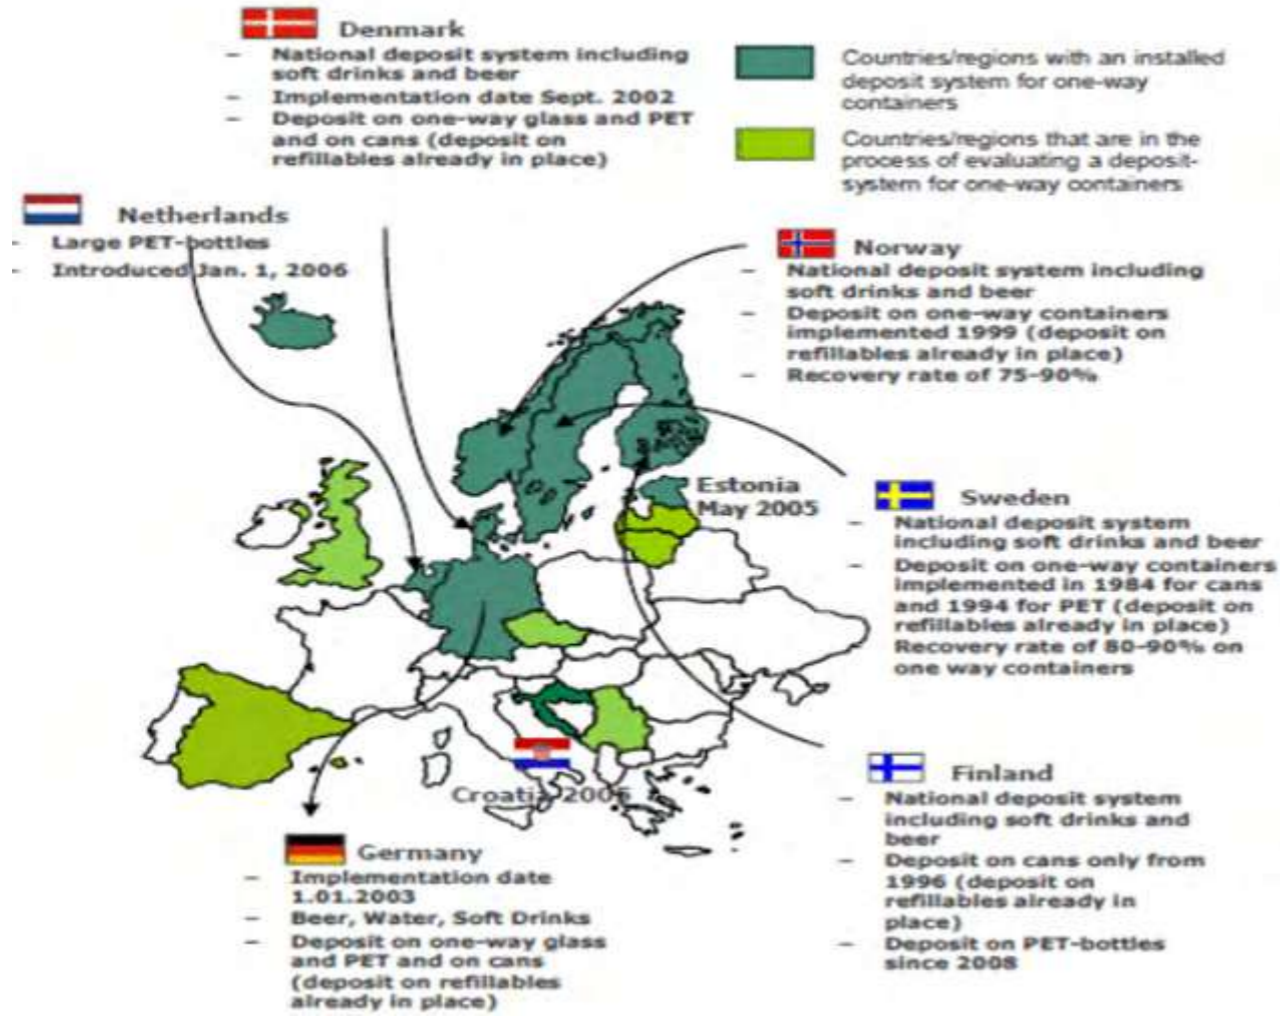 Denmark
– National deposit system including
soft drinks and beer
– Implementation date Sept. 2002
– Deposit on one-way glass and PET
and on cans (deposit on
refillables already in place)
Countries/regions with an installed
deposit system for one-way
containers
Countries/regions that are in the
process of evaluating a deposit-
system for one-way containers
Netherlands
- Large PET-bottles
- Introduced Jan. 1, 2006
Norway
– National deposit system including
soft drinks and beer
– Deposit on one-way containers
implemented 1999 (deposit on
refillables already in place)
– Recovery rate of 75-90%
Estonia
May 2005
Sweden
– National deposit system
including soft drinks and beer
– Deposit on one-way containers
implemented in 1984 for cans
and 1994 for PET (deposit on
refillables already in place)
Recovery rate of 80-90% on
one way containers
Croatia 2006
Finland
– National deposit system
including soft drinks and
beer
– Deposit on cans only from
1996 (deposit on
refillables already in
place)
– Deposit on PET-bottles
since 2008
Germany
– Implementation date
1.01.2003
– Beer, Water, Soft Drinks
– Deposit on one-way glass
and PET and on cans
(deposit on refillables
already in place)